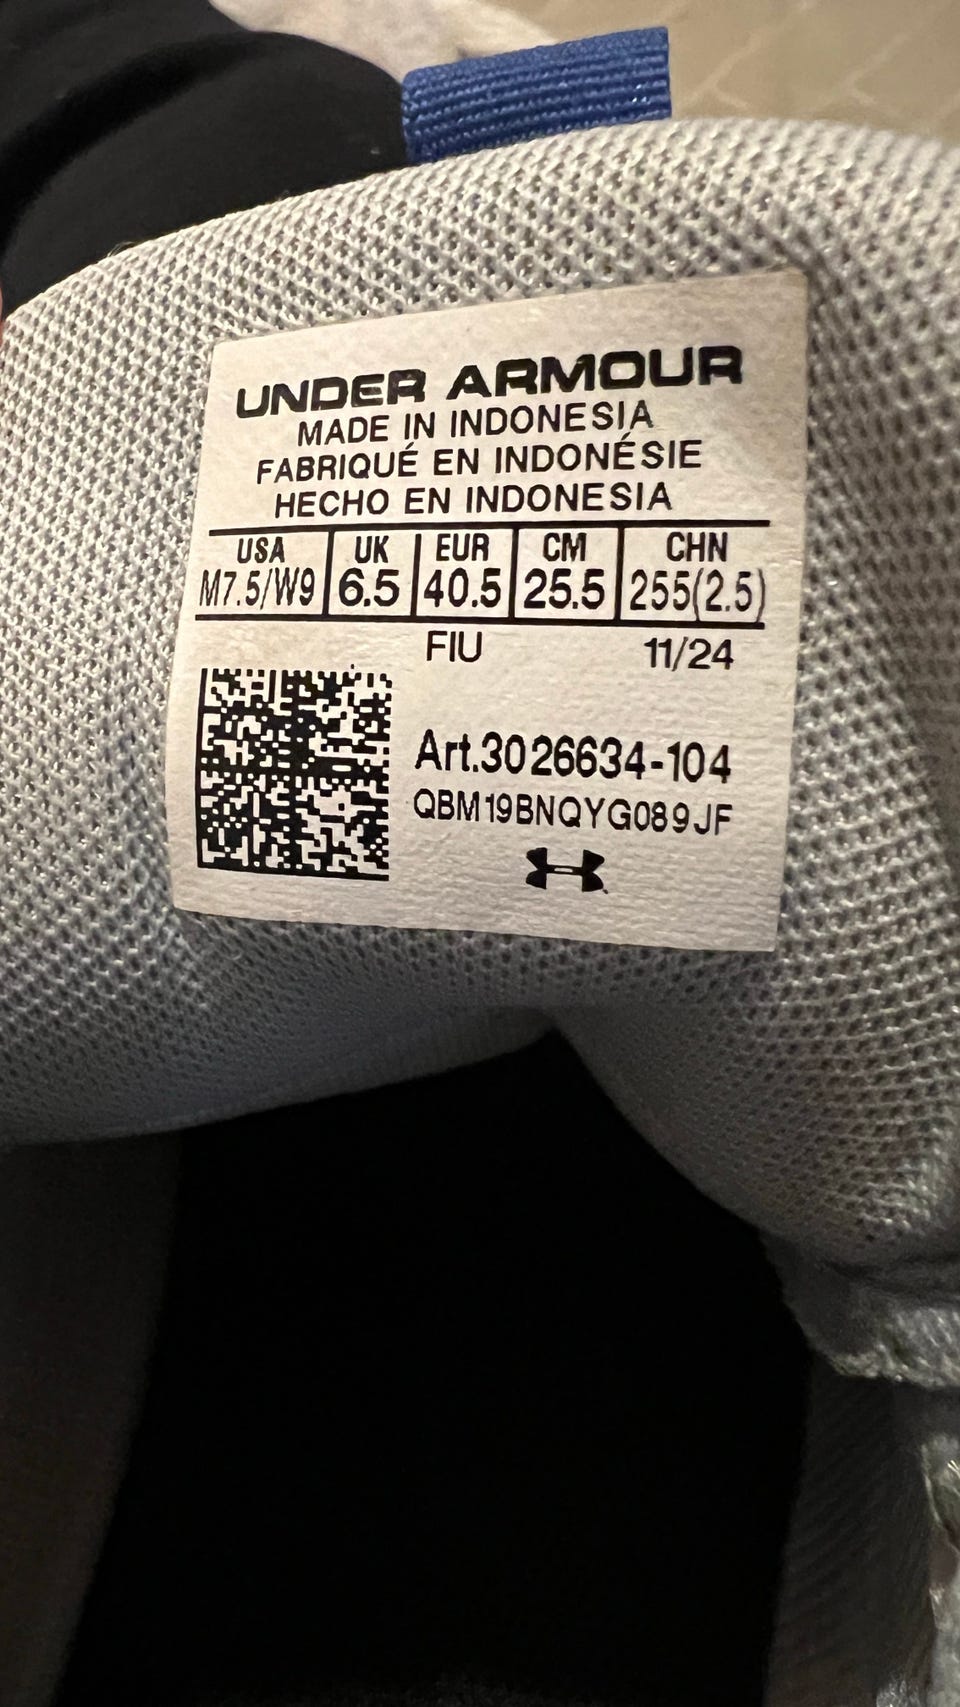 UNDER ARMOUR
MADE IN INDONESIA
FABRIQUÉ EN INDONÉSIE
HECHO EN INDONESIA
USA UK EUR CM CHN
M7.5/W9 6.5 40.5 25.5 255(2.5)
FIU 11/24
Art.3026634-104
QBM19BNQYG089JF